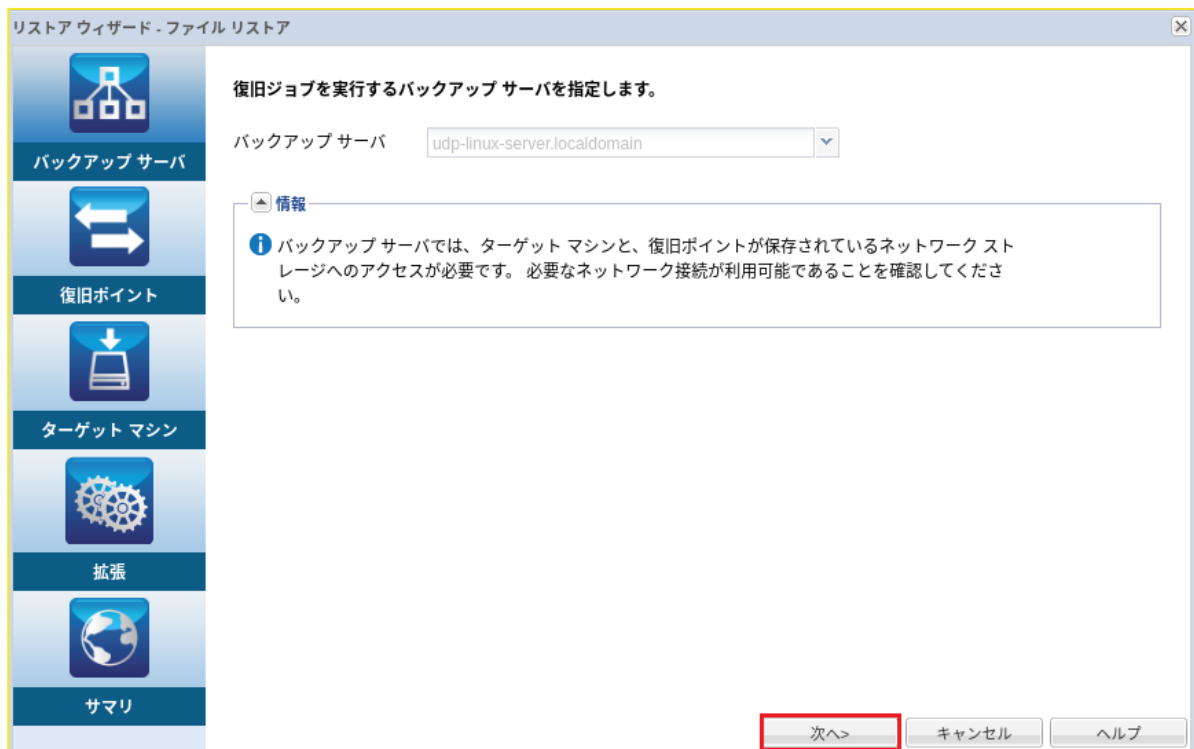 リストア ウィザード - ファイル リストア
バックアップ サーバ
復旧ポイント
ターゲット マシン
拡張
サマリ
復旧ジョブを実行するバックアップ サーバを指定します。
バックアップ サーバ
udp-linux-server.localdomain
情報
バックアップ サーバでは、ターゲット マシンと、復旧ポイントが保存されているネットワーク スト
レージへのアクセスが必要です。 必要なネットワーク接続が利用可能であることを確認してくださ
い。
次へ>
キャンセル
ヘルプ